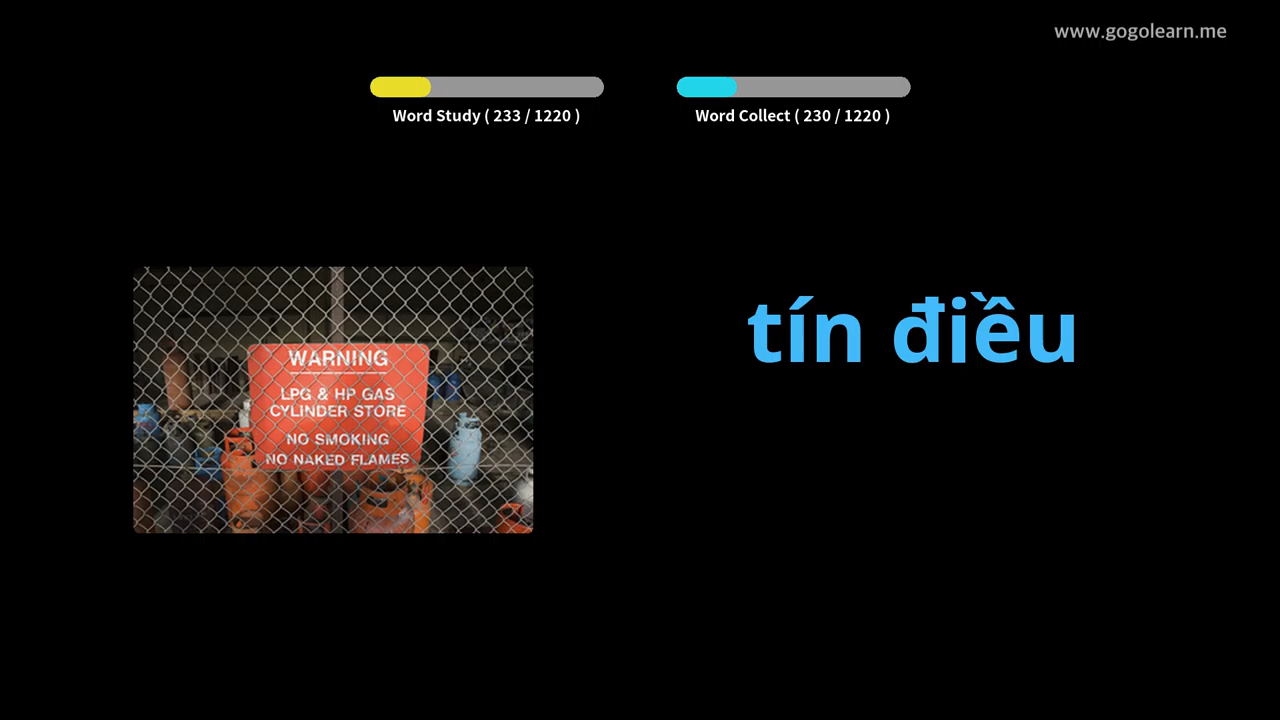 www.gogolearn.me
Word Study ( 233 / 1220 )
Word Collect ( 230 / 1220 )
WARNING
LPG & HP GAS
CYLINDER STORE
NO SMOKING
NO NAKED FLAMES
tín điều